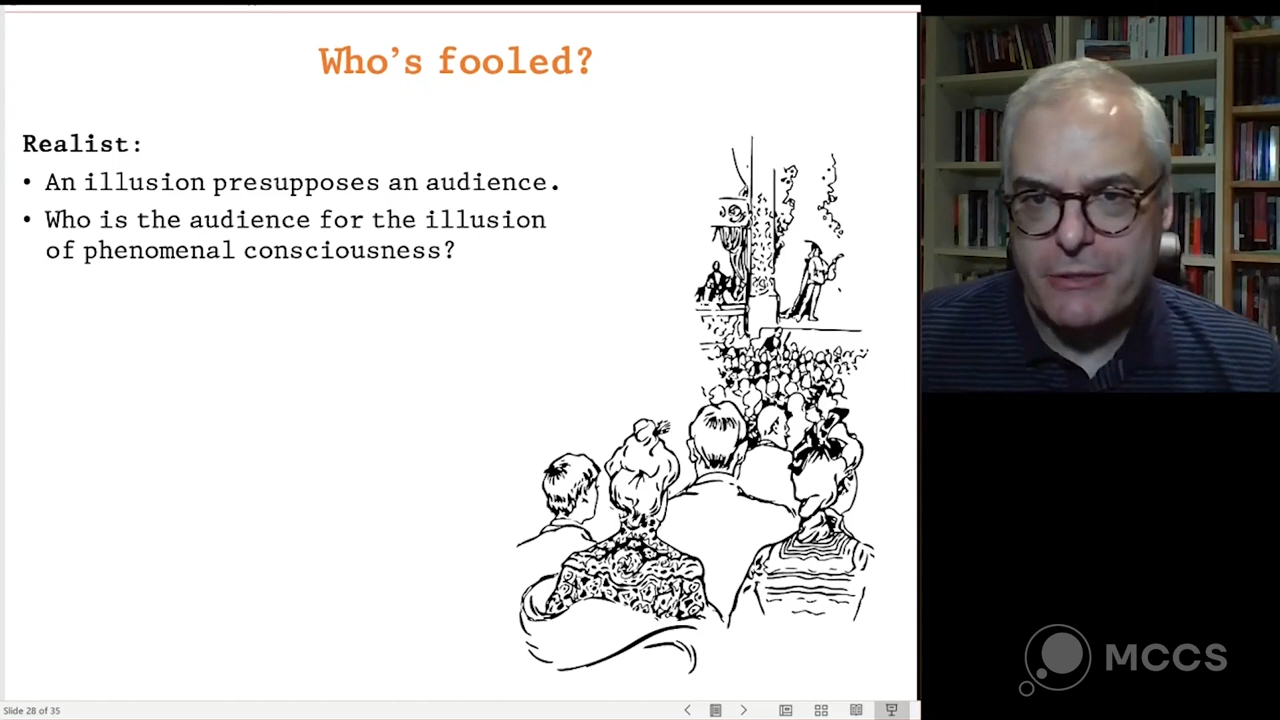 Who's fooled?
Realist:
• An illusion presupposes an audience.
• Who is the audience for the illusion
of phenomenal consciousness?
Slide 28 of 35
MCCS